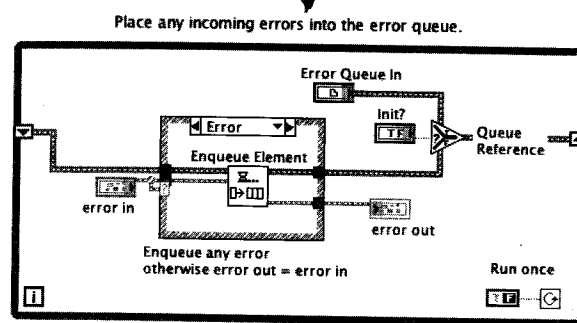 Place any incoming errors into the error queue.
Error Queue In
Init?
TF
Error
Queue
Reference
Enqueue Element
error in
error out
Enqueue any error
otherwise error out = error in
Run once
i